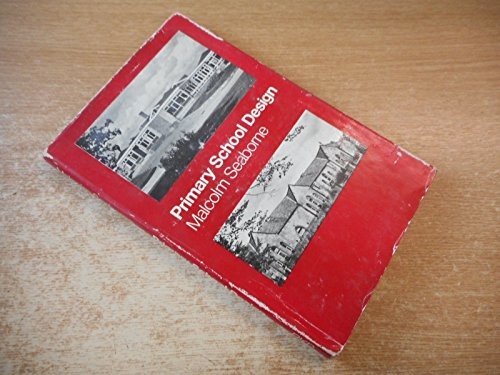 Primary School Design
Malcolm Seaborne